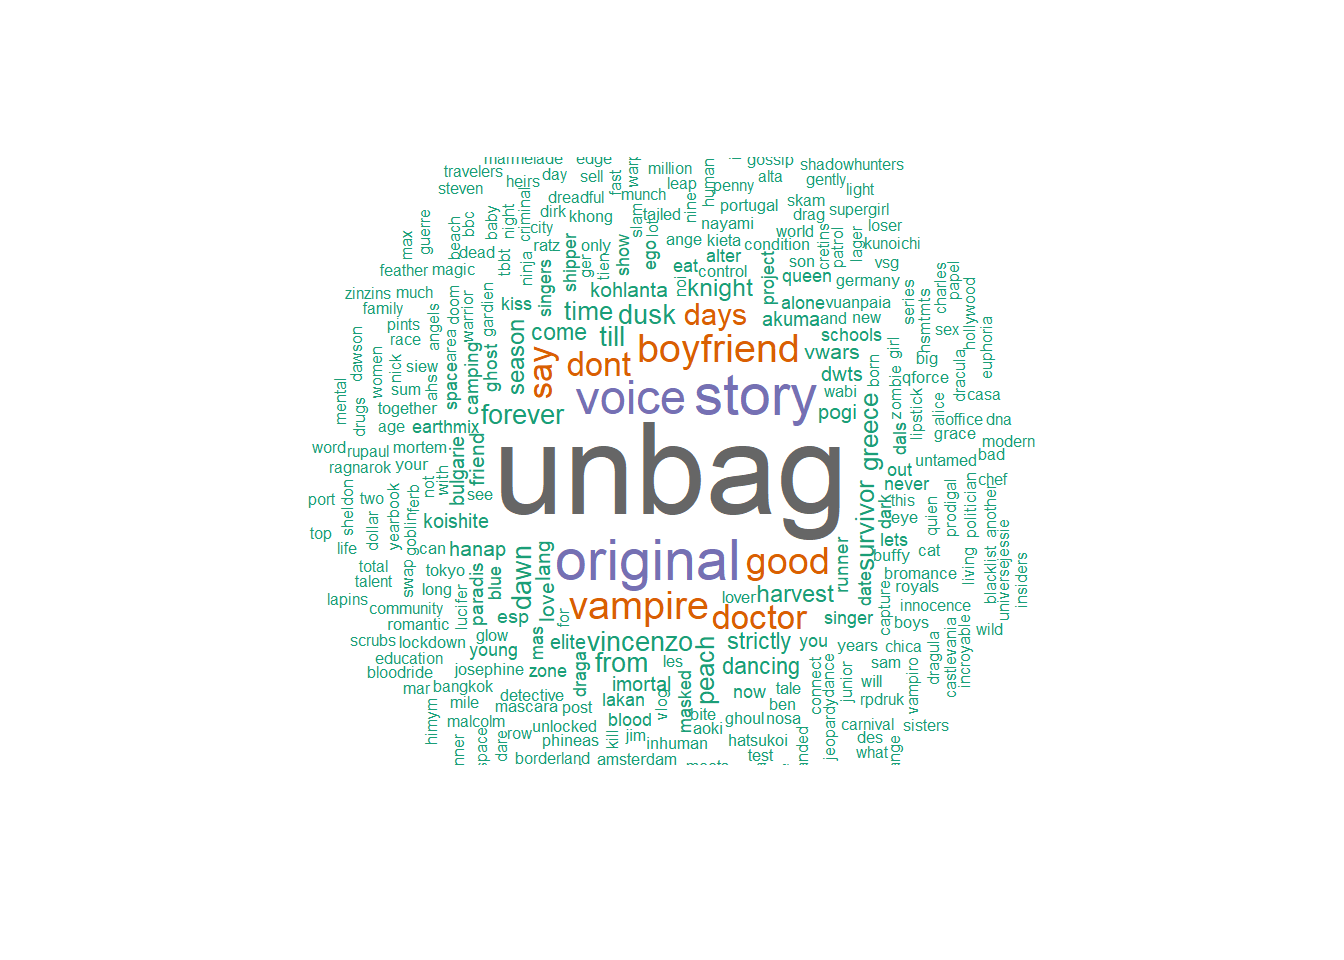 marmelade edge million gossip shadowhunters
travelers heirs day sell fast warp leap human penny alta gently
steven dreadful munch nine light
dirk khong slam tailed portugal skam supergirl
guerre beach bbc baby night criminal city nayami drag loser
max dead tbbt ninja ratz only show ego lot ange kieta condition world cretins patrol lager kunoichi
feather magic singers shipper ger tien eat alter control project son queen germany vsg
zinzins much angels doom warrior gardien kiss kohlanta noi knight alone vuanpaia papel charles series
family area time dusk days akuma and new hsmtmts hollywood
pints race space camping ghost season come till schools sex euphoria
dawson women nick siew say dont boyfriend vwars girl big dracula
mental drugs sum ahs voice story dwts born zombie qforce casa
together forever wabi pogi lipstick alice
age earthmix office dna
word rupaul mortem friend greece dals grace modern
ragnarok your with bulgarie unbag out untamed bad
port sheldon two yearbook ferb not see never chef
top dollar goblin koishite survivor dark this eye quien prodigal politician another
life can hanap lets
total swap tokyo dawn lang original good runner date buffy cat living blacklist universejessie insiders
talent long blue love bromance
lapins lucifer paradis lover harvest royals
community esp vampire capture innocence
romantic for doctor singer boys wild
scrubs lockdown glow mas elite vincenzo strictly you years chica
education young from peach dancing sam dragula castlevania incroyable
bloodride josephine zone draga les will
mar bangkok detective imortal masked now tale connect junior vampiro rpdruk
mile mascara post lakan vlog ben
himym malcolm unlocked blood bite ghoul nosa carnival sisters
row phineas kill jim aoki hatsukoi jeopardydance des
space dare borderland amsterdam inhuman test what